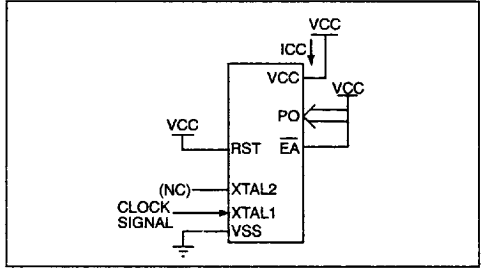 VCC
ICC
VCC
VCC
PO
VCC
RST
EA
(NC)
XTAL2
CLOCK
SIGNAL
XTAL1
VSS